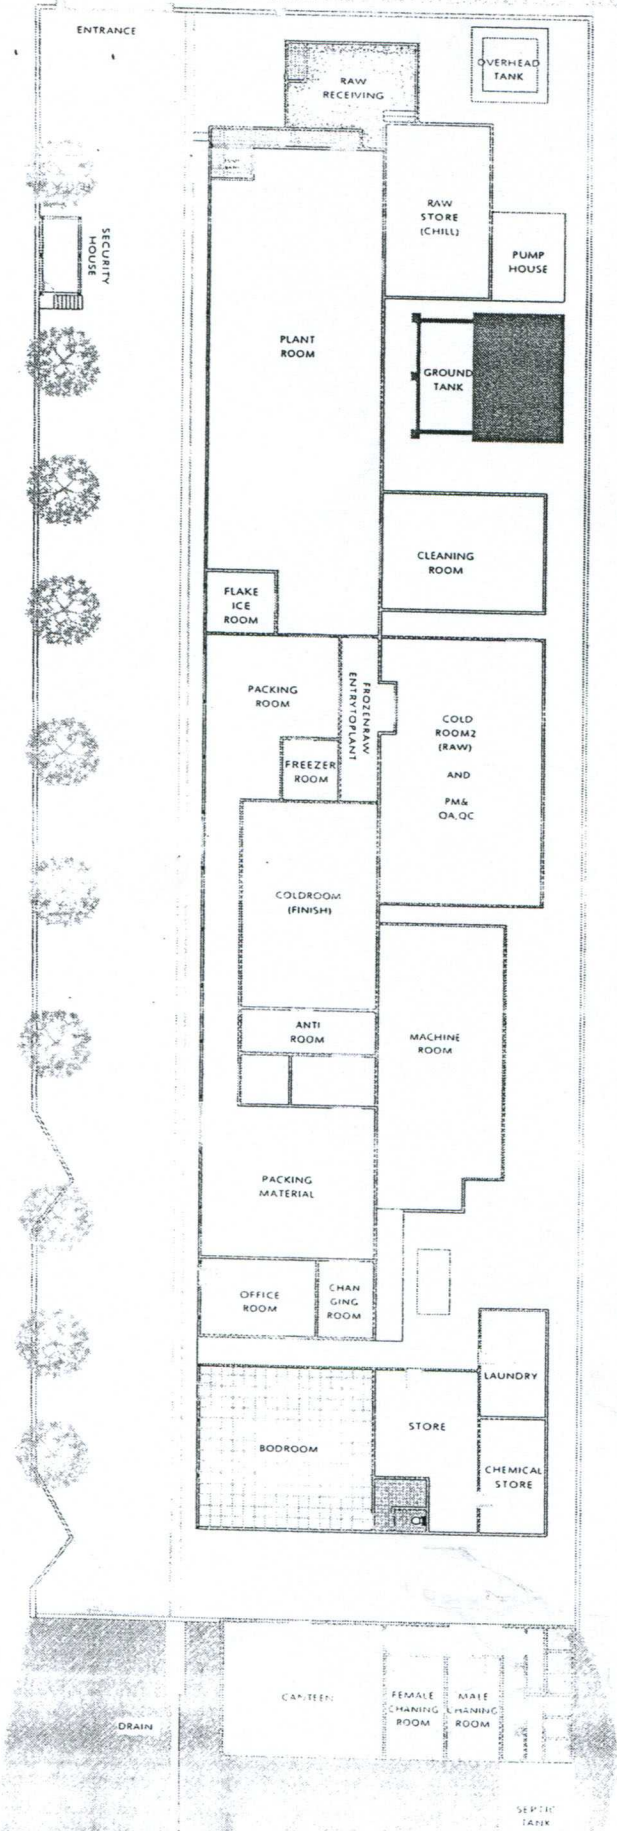 ENTRANCE
OVERHEAD
TANK
RAW
RECEIVING
RAW
STORE
(CHILL)
SECURITY
HOUSE
PUMP
HOUSE
PLANT
ROOM
GROUND
TANK
CLEANING
ROOM
FLAKE
ICE
ROOM
PACKING
ROOM
FROZENRAW
ENTRYTOPLANT
COLD
ROOM2
(RAW)
AND
PM&
QA,QC
FREEZER
ROOM
COLDROOM
(FINISH)
ANTI
ROOM
MACHINE
ROOM
PACKING
MATERIAL
OFFICE
ROOM
CHAN
GING
ROOM
LAUNDRY
STORE
BODROOM
CHEMICAL
STORE
CANTEEN
FEMALE
CHANING
ROOM
MALE
CHANING
ROOM
DRAIN
SEPTIC
TANK